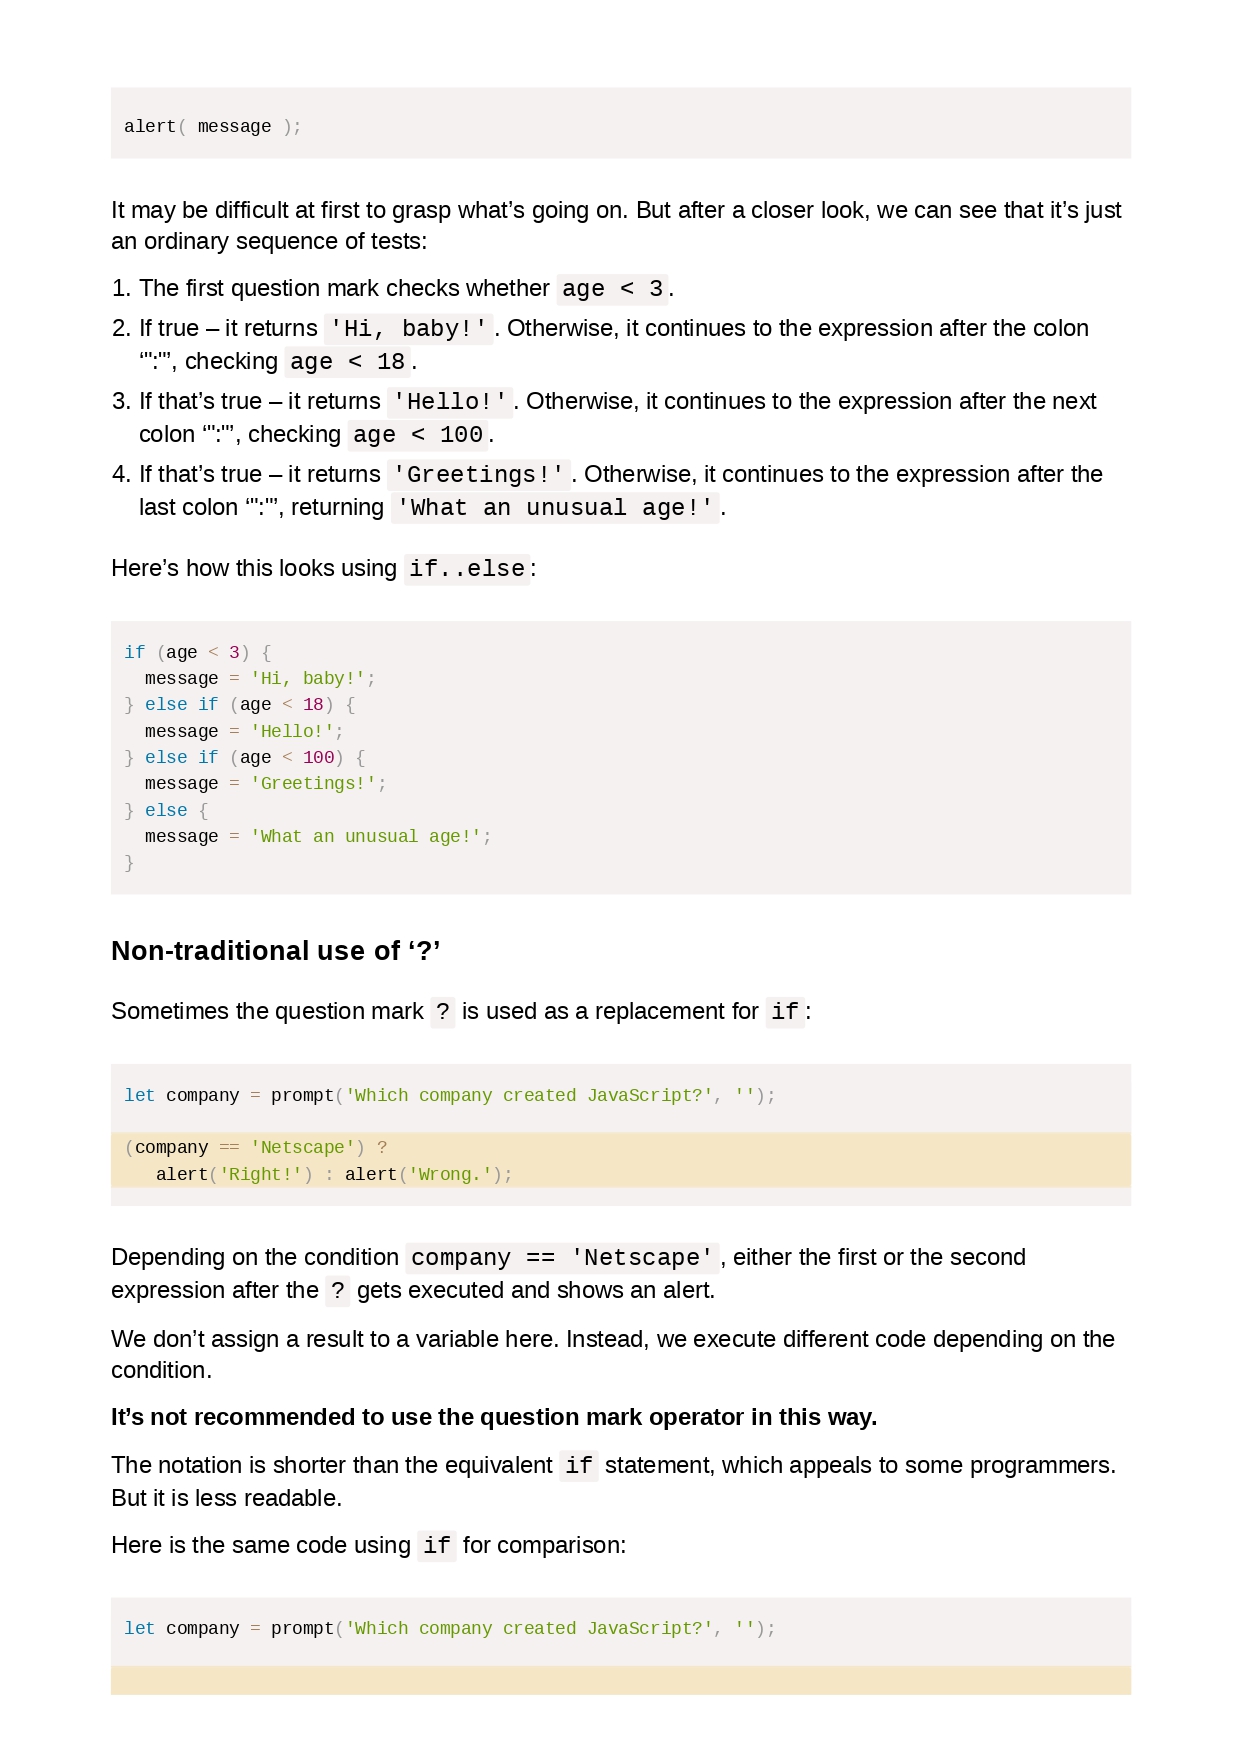 alert( message );
It may be difficult at first to grasp what’s going on. But after a closer look, we can see that it’s just
an ordinary sequence of tests:
1. The first question mark checks whether age < 3.
2. If true – it returns 'Hi, baby!'. Otherwise, it continues to the expression after the colon
‘":"’, checking age < 18.
3. If that’s true – it returns 'Hello!'. Otherwise, it continues to the expression after the next
colon ‘":"’, checking age < 100.
4. If that’s true – it returns 'Greetings!'. Otherwise, it continues to the expression after the
last colon ‘":"’, returning 'What an unusual age!'.
Here’s how this looks using if..else:
if (age < 3) {
  message = 'Hi, baby!';
} else if (age < 18) {
  message = 'Hello!';
} else if (age < 100) {
  message = 'Greetings!';
} else {
  message = 'What an unusual age!';
}
Non-traditional use of ‘?’
Sometimes the question mark ? is used as a replacement for if:
let company = prompt('Which company created JavaScript?', '');
(company == 'Netscape') ?
   alert('Right!') : alert('Wrong.');
Depending on the condition company == 'Netscape', either the first or the second
expression after the ? gets executed and shows an alert.
We don’t assign a result to a variable here. Instead, we execute different code depending on the
condition.
It’s not recommended to use the question mark operator in this way.
The notation is shorter than the equivalent if statement, which appeals to some programmers.
But it is less readable.
Here is the same code using if for comparison:
let company = prompt('Which company created JavaScript?', '');